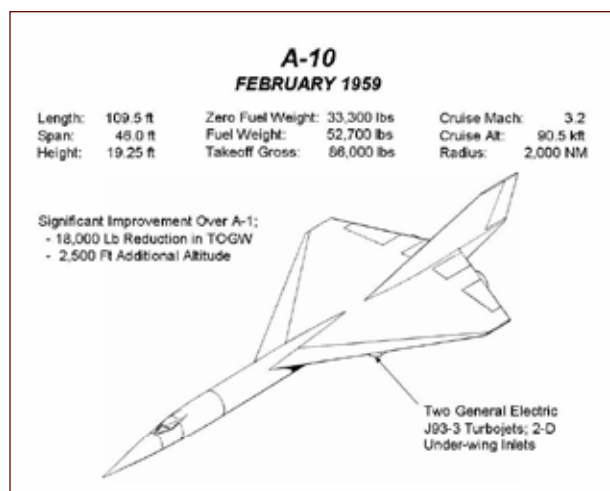 A-10
FEBRUARY 1959
Length: 109.5 ft Zero Fuel Weight: 33,300 lbs Cruise Mach: 3.2
Span: 46.0 ft Fuel Weight: 52,700 lbs Cruise Alt: 90.5 kft
Height: 19.25 ft Takeoff Gross: 86,000 lbs Radius: 2,000 NM
Significant Improvement Over A-1;
- 18,000 Lb Reduction in TOGW
- 2,500 Ft Additional Altitude
Two General Electric
J93-3 Turbojets; 2-D
Under-wing Inlets